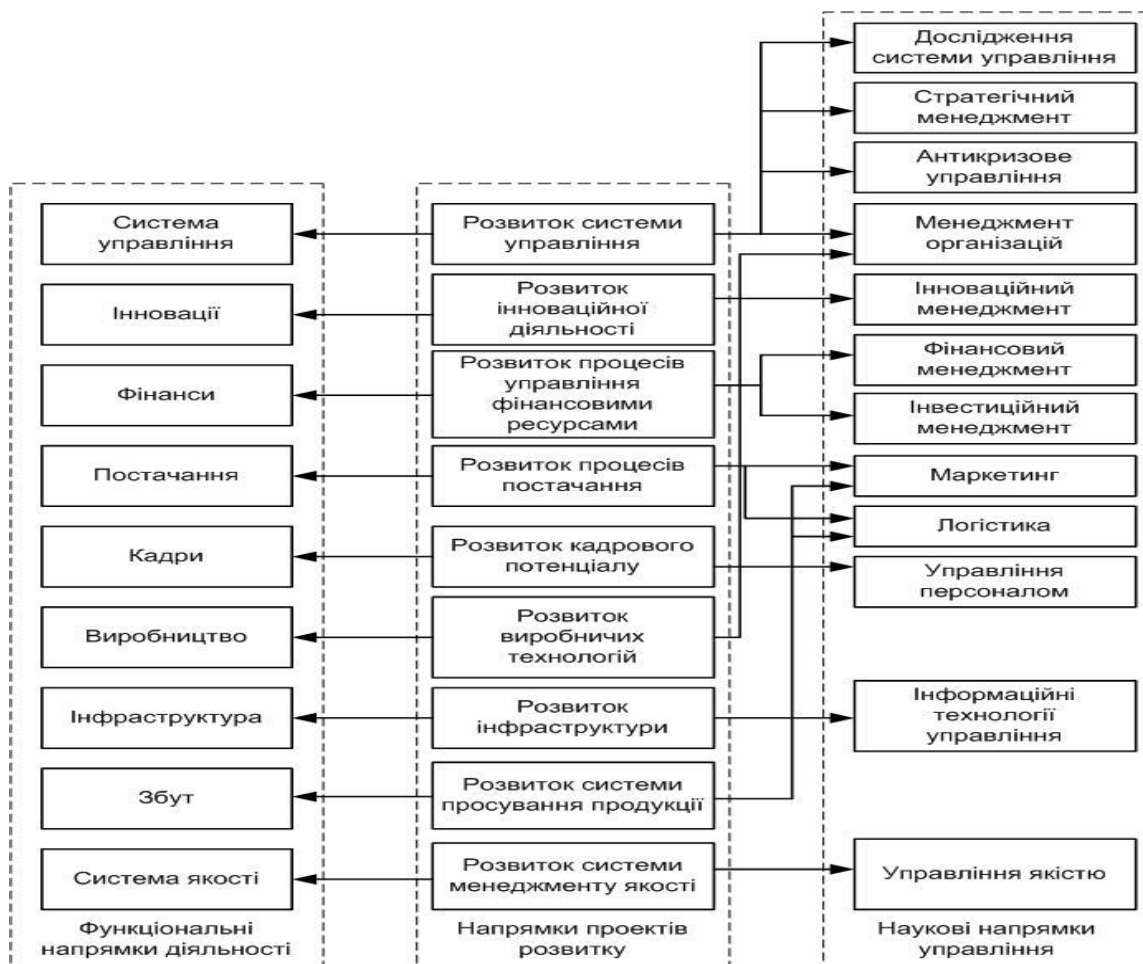 Функціональні
напрямки діяльності
Система
управління
Інновації
Фінанси
Постачання
Кадри
Виробництво
Інфраструктура
Збут
Система якості
Напрямки проектів
розвитку
Розвиток системи
управління
Розвиток
інноваційної
діяльності
Розвиток процесів
управління
фінансовими
ресурсами
Розвиток процесів
постачання
Розвиток кадрового
потенціалу
Розвиток
виробничих
технологій
Розвиток
інфраструктури
Розвиток системи
просування продукції
Розвиток системи
менеджменту якості
Наукові напрямки
управління
Дослідження
системи управління
Стратегічний
менеджмент
Антикризове
управління
Менеджмент
організацій
Інноваційний
менеджмент
Фінансовий
менеджмент
Інвестиційний
менеджмент
Маркетинг
Логістика
Управління
персоналом
Інформаційні
технології
управління
Управління якістю